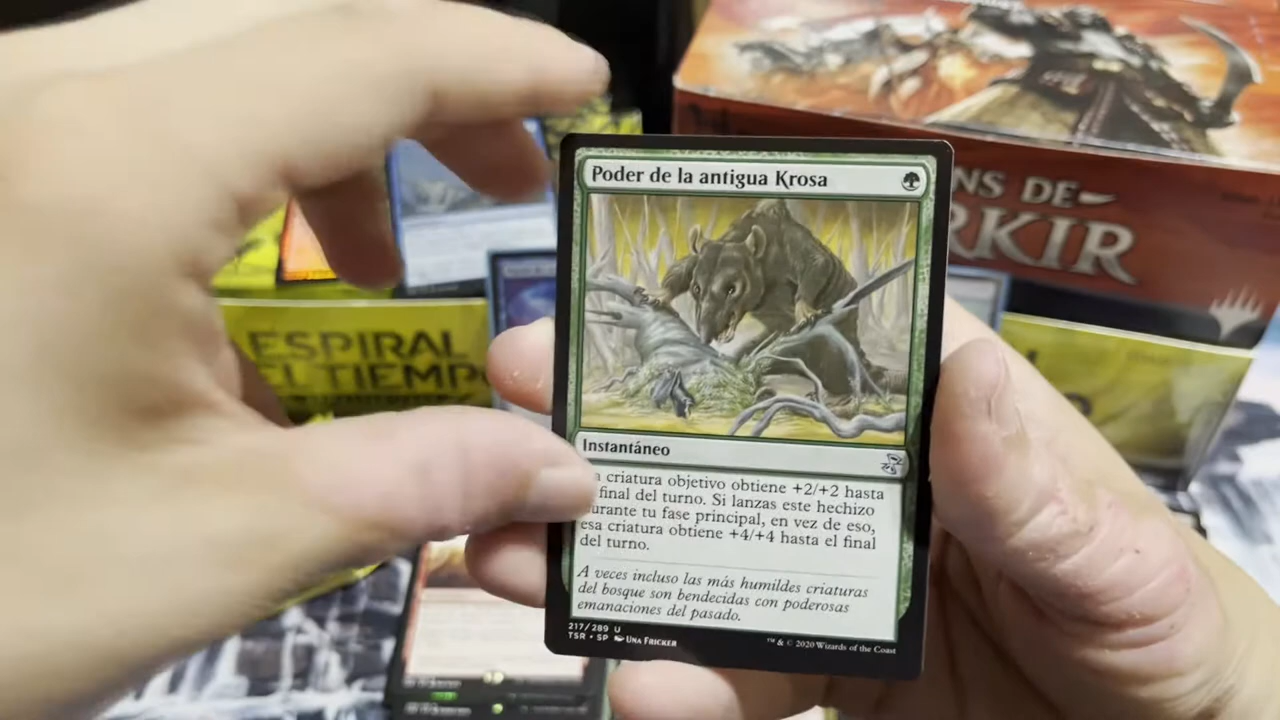 NS DE
RKIR
ESPIRAL
EL TIEMPO
Poder de la antigua Krosa
Instantáneo
a criatura objetivo obtiene +2/+2 hasta
final del turno. Si lanzas este hechizo
urante tu fase principal, en vez de eso,
esa criatura obtiene +4/+4 hasta el final
del turno.
A veces incluso las más humildes criaturas
del bosque son bendecidas con poderosas
emanaciones del pasado.
217/289 U
TSR • SP Una Fricker
™ & © 2020 Wizards of the Coast